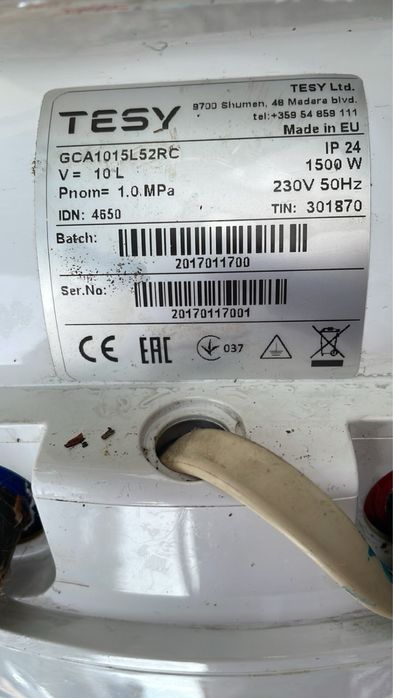 TESY
TESY Ltd.
9700 Shumen, 48 Madara blvd.
tel:+359 54 859 111
Made in EU
GCA1015L52RC IP 24
V= 10 L 1500 W
Pnom= 1.0 MPa 230V 50Hz
IDN: 4650 TIN: 301870
Batch:
2017011700
Ser.No:
20170117001
CE EAC 037